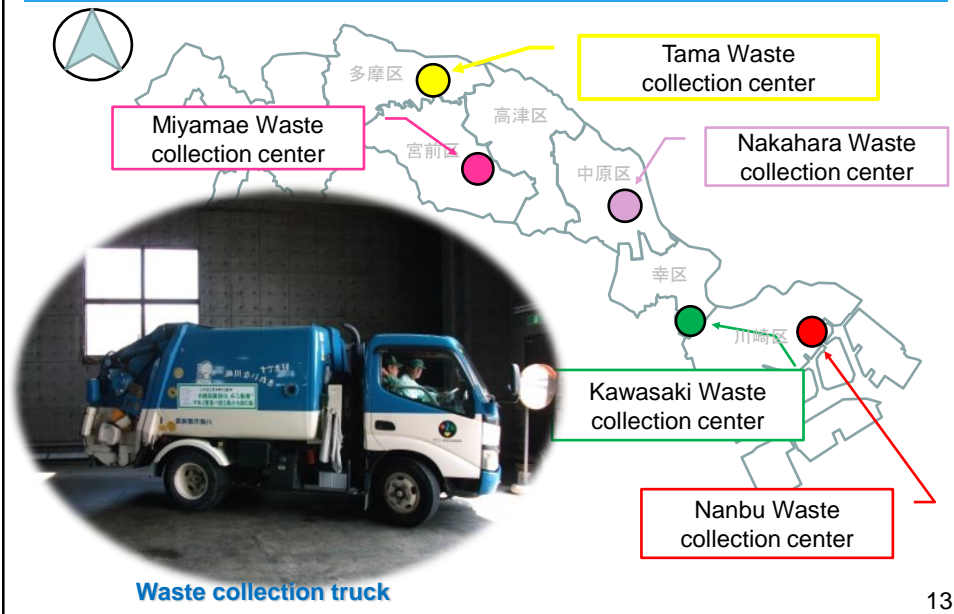 Tama Waste
collection center
多摩区
高津区
Miyamae Waste
collection center
宮前区
Nakahara Waste
collection center
中原区
幸区
川崎区
Kawasaki Waste
collection center
Nanbu Waste
collection center
Waste collection truck
13